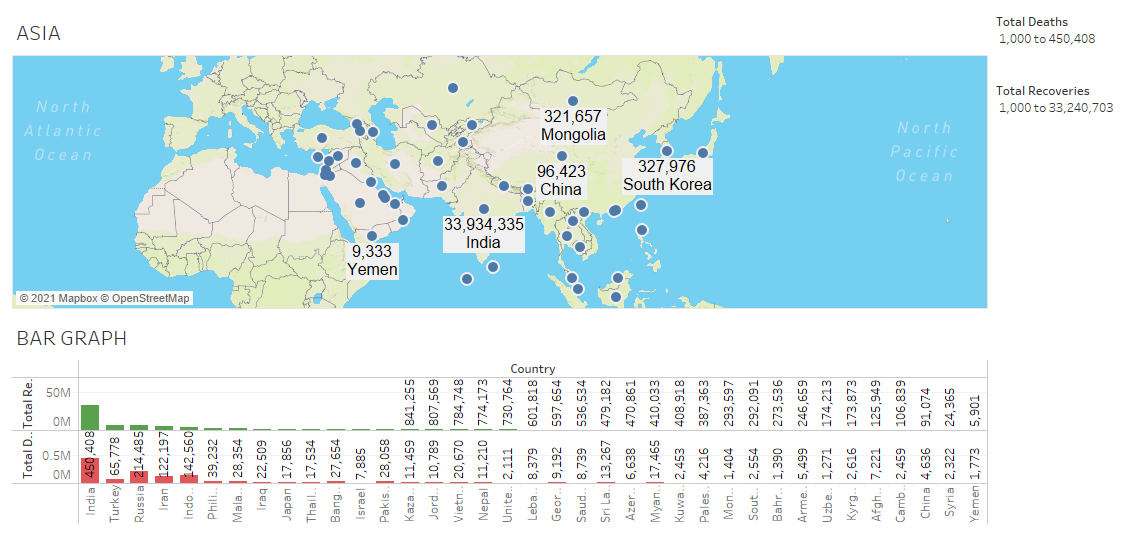 ASIA
Total Deaths
1,000 to 450,408
Total Recoveries
1,000 to 33,240,703
North
Atlantic
Ocean
North
Pacific
Ocean
321,657
Mongolia
96,423
China
327,976
South Korea
33,934,335
India
9,333
Yemen
© 2021 Mapbox © OpenStreetMap
BAR GRAPH
Country
Total Re..
50M
0M
841,255
807,569
784,748
774,173
730,764
601,818
597,654
536,534
479,182
470,861
410,033
408,918
387,363
293,597
292,091
273,536
246,659
174,213
173,873
125,949
106,839
91,074
24,365
5,901
Total D..
0.5M
0M
450,408
65,778
214,485
122,197
142,560
39,232
28,354
22,509
17,856
17,534
27,654
7,885
28,058
11,459
10,789
20,670
11,210
2,111
8,379
9,192
8,739
13,267
6,638
17,465
2,453
4,216
1,404
2,554
1,390
5,499
1,271
2,616
7,221
2,459
4,636
2,322
1,773
India
Turkey
Russia
Iran
Indo..
Phili..
Mala..
Iraq
Japan
Thail..
Bang..
Israel
Pakis..
Kaza..
Jord..
Vietn..
Nepal
Unite..
Leba..
Geor..
Saud..
Sri La..
Azer..
Myan..
Kuwa..
Pales..
Mon..
Sout..
Bahr..
Arme..
Uzbe..
Kyrg..
Afgh..
Camb..
China
Syria
Yemen